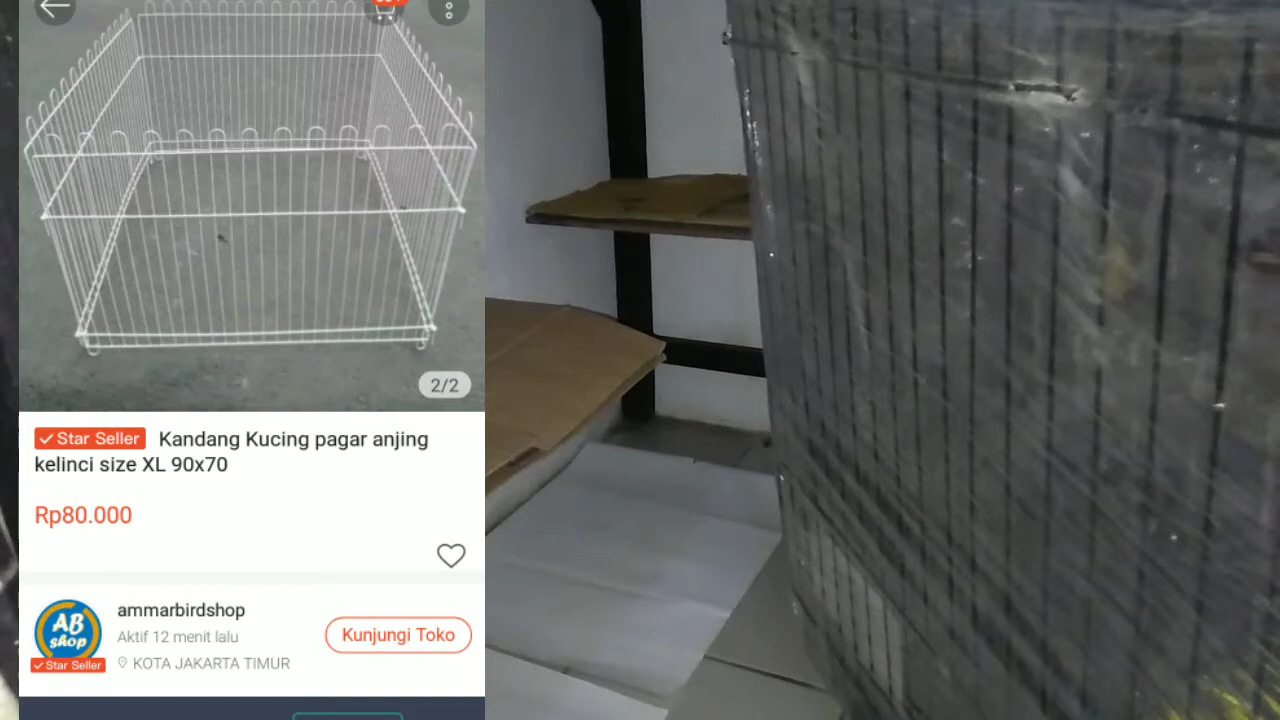 2/2
Star Seller Kandang Kucing pagar anjing
kelinci size XL 90x70
Rp80.000
AB
shop
Star Seller
ammarbirdshop
Aktif 12 menit lalu
KOTA JAKARTA TIMUR
Kunjungi Toko